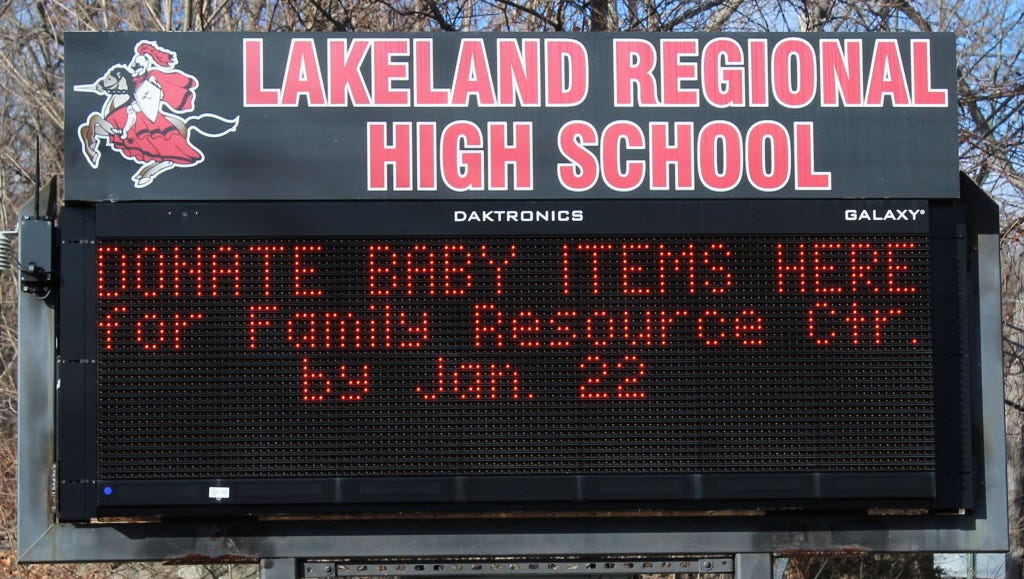 LAKELAND REGIONAL
HIGH SCHOOL
DAKTRONICS GALAXY®
DONATE BABY ITEMS HERE
for Family Resource Ctr.
by Jan. 22